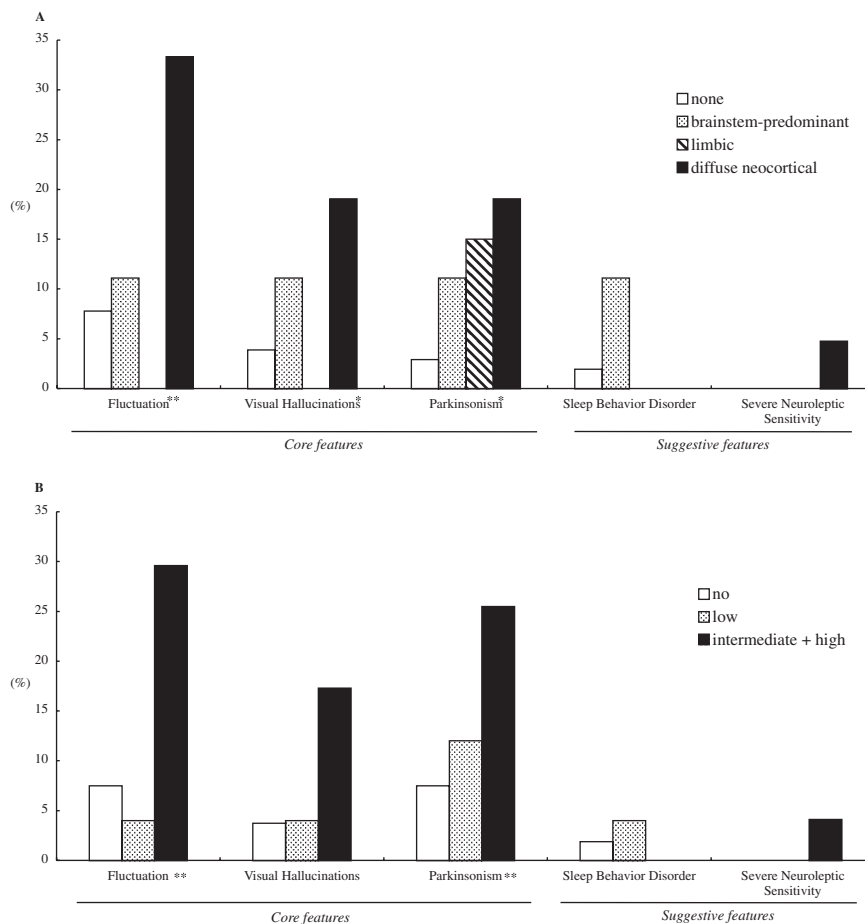 A
35
30
25
20
(%)
15
10
5
0
none
brainstem-predominant
limbic
diffuse neocortical
Fluctuation** Visual Hallucinations* Parkinsonism* Sleep Behavior Disorder Severe Neuroleptic
Sensitivity
Core features Suggestive features
B
35
30
25
20
(%)
15
10
5
0
no
low
intermediate + high
Fluctuation ** Visual Hallucinations Parkinsonism ** Sleep Behavior Disorder Severe Neuroleptic
Sensitivity
Core features Suggestive features